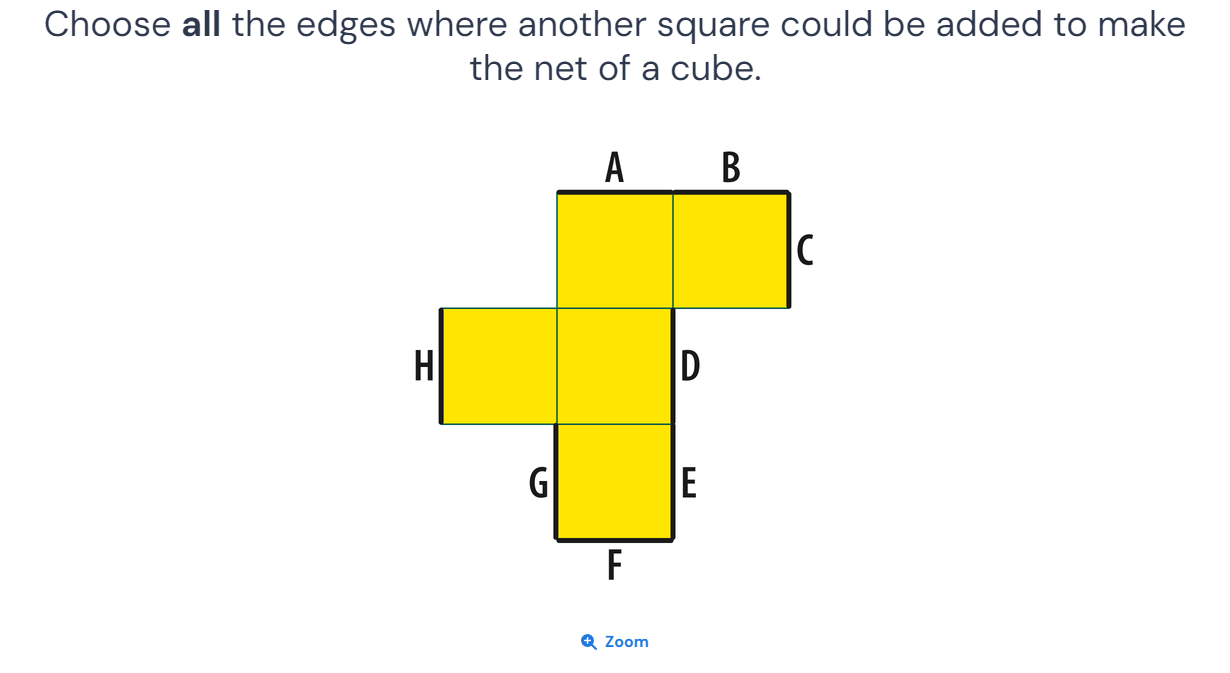 Choose all the edges where another square could be added to make
the net of a cube.
A B
C
H D
G E
F
Zoom